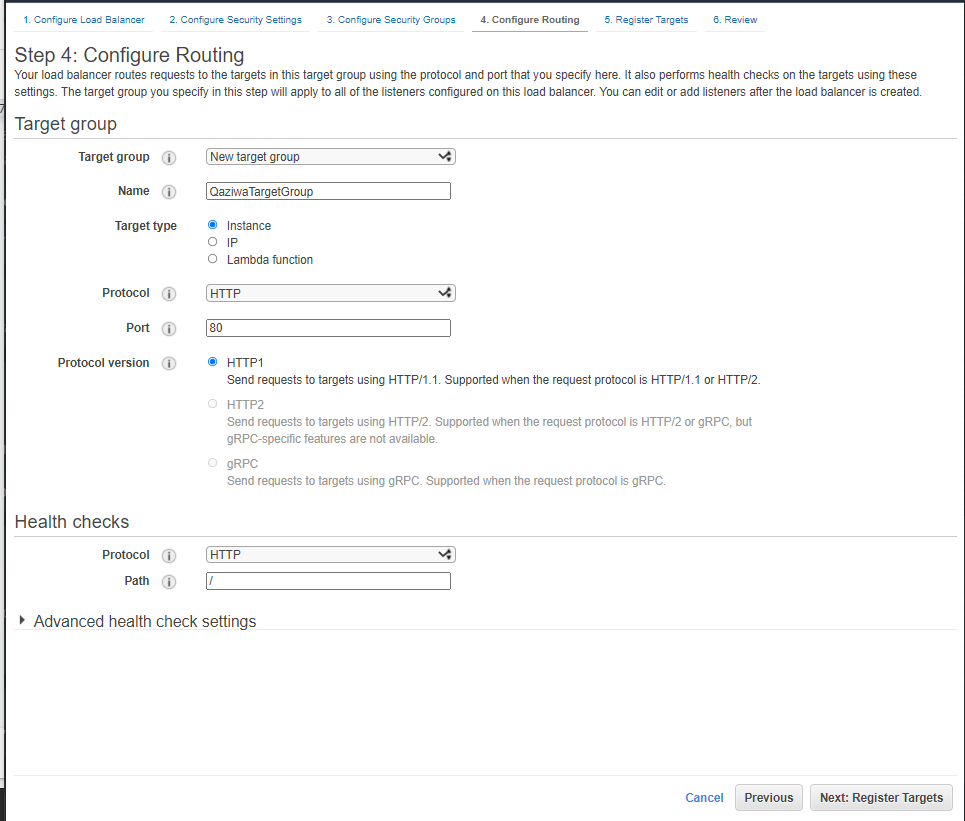 1. Configure Load Balancer 2. Configure Security Settings 3. Configure Security Groups 4. Configure Routing 5. Register Targets 6. Review
Step 4: Configure Routing
Your load balancer routes requests to the targets in this target group using the protocol and port that you specify here. It also performs health checks on the targets using these
settings. The target group you specify in this step will apply to all of the listeners configured on this load balancer. You can edit or add listeners after the load balancer is created.
Target group
Target group i New target group
Name i QaziwaTargetGroup
Target type Instance
IP
Lambda function
Protocol i HTTP
Port i 80
Protocol version i HTTP1
Send requests to targets using HTTP/1.1. Supported when the request protocol is HTTP/1.1 or HTTP/2.
HTTP2
Send requests to targets using HTTP/2. Supported when the request protocol is HTTP/2 or gRPC, but
gRPC-specific features are not available.
gRPC
Send requests to targets using gRPC. Supported when the request protocol is gRPC.
Health checks
Protocol i HTTP
Path i /
Advanced health check settings
Cancel Previous Next: Register Targets